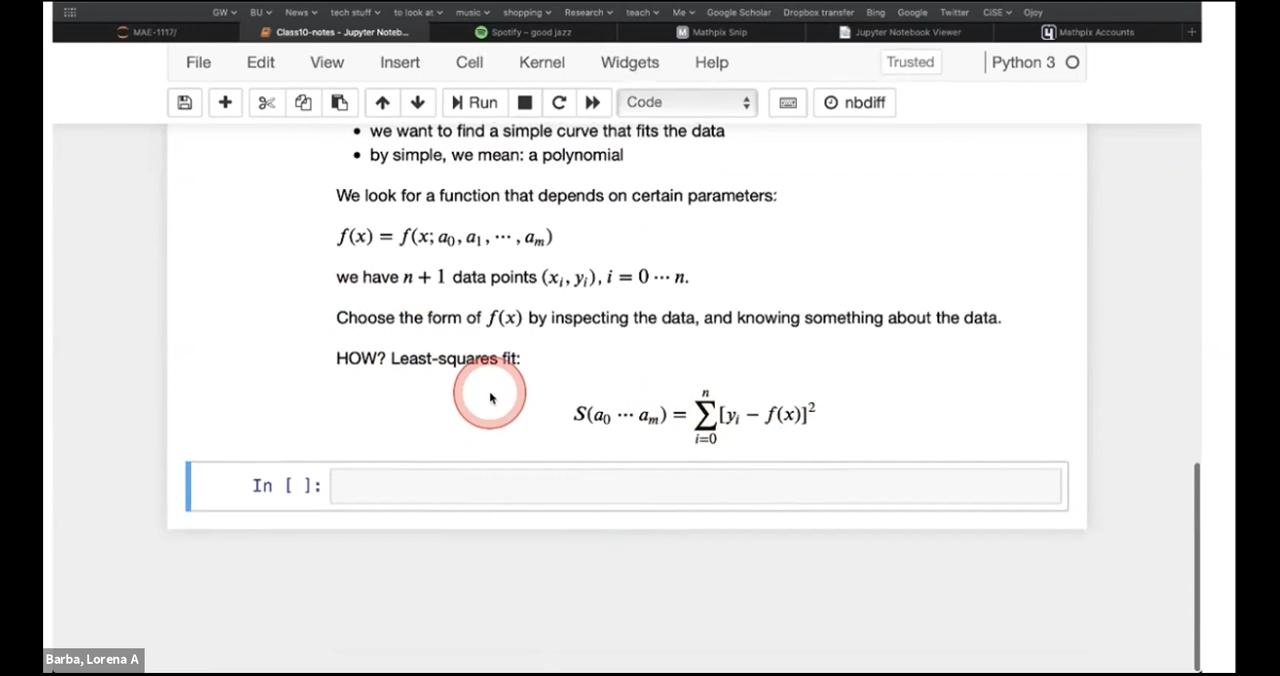 GW BU News tech stuff to look at music shopping Research teach Me Google Scholar Dropbox transfer Bing Google Twitter CiSE Ojoy
MAE-1117/ Class10-notes - Jupyter Noteb... Spotify – good jazz Mathpix Snip Jupyter Notebook Viewer Mathpix Accounts +
File Edit View Insert Cell Kernel Widgets Help Trusted Python 3
Run Code nbdiff
• we want to find a simple curve that fits the data
• by simple, we mean: a polynomial
We look for a function that depends on certain parameters:
f(x) = f(x; a₀, a₁, ⋯ , aₘ)
we have n + 1 data points (xᵢ, yᵢ), i = 0 ⋯ n.
Choose the form of f(x) by inspecting the data, and knowing something about the data.
HOW? Least-squares fit:
S(a₀ ⋯ aₘ) = ∑ᵢ₌₀ⁿ [yᵢ − f(x)]²
In [ ]:
Barba, Lorena A